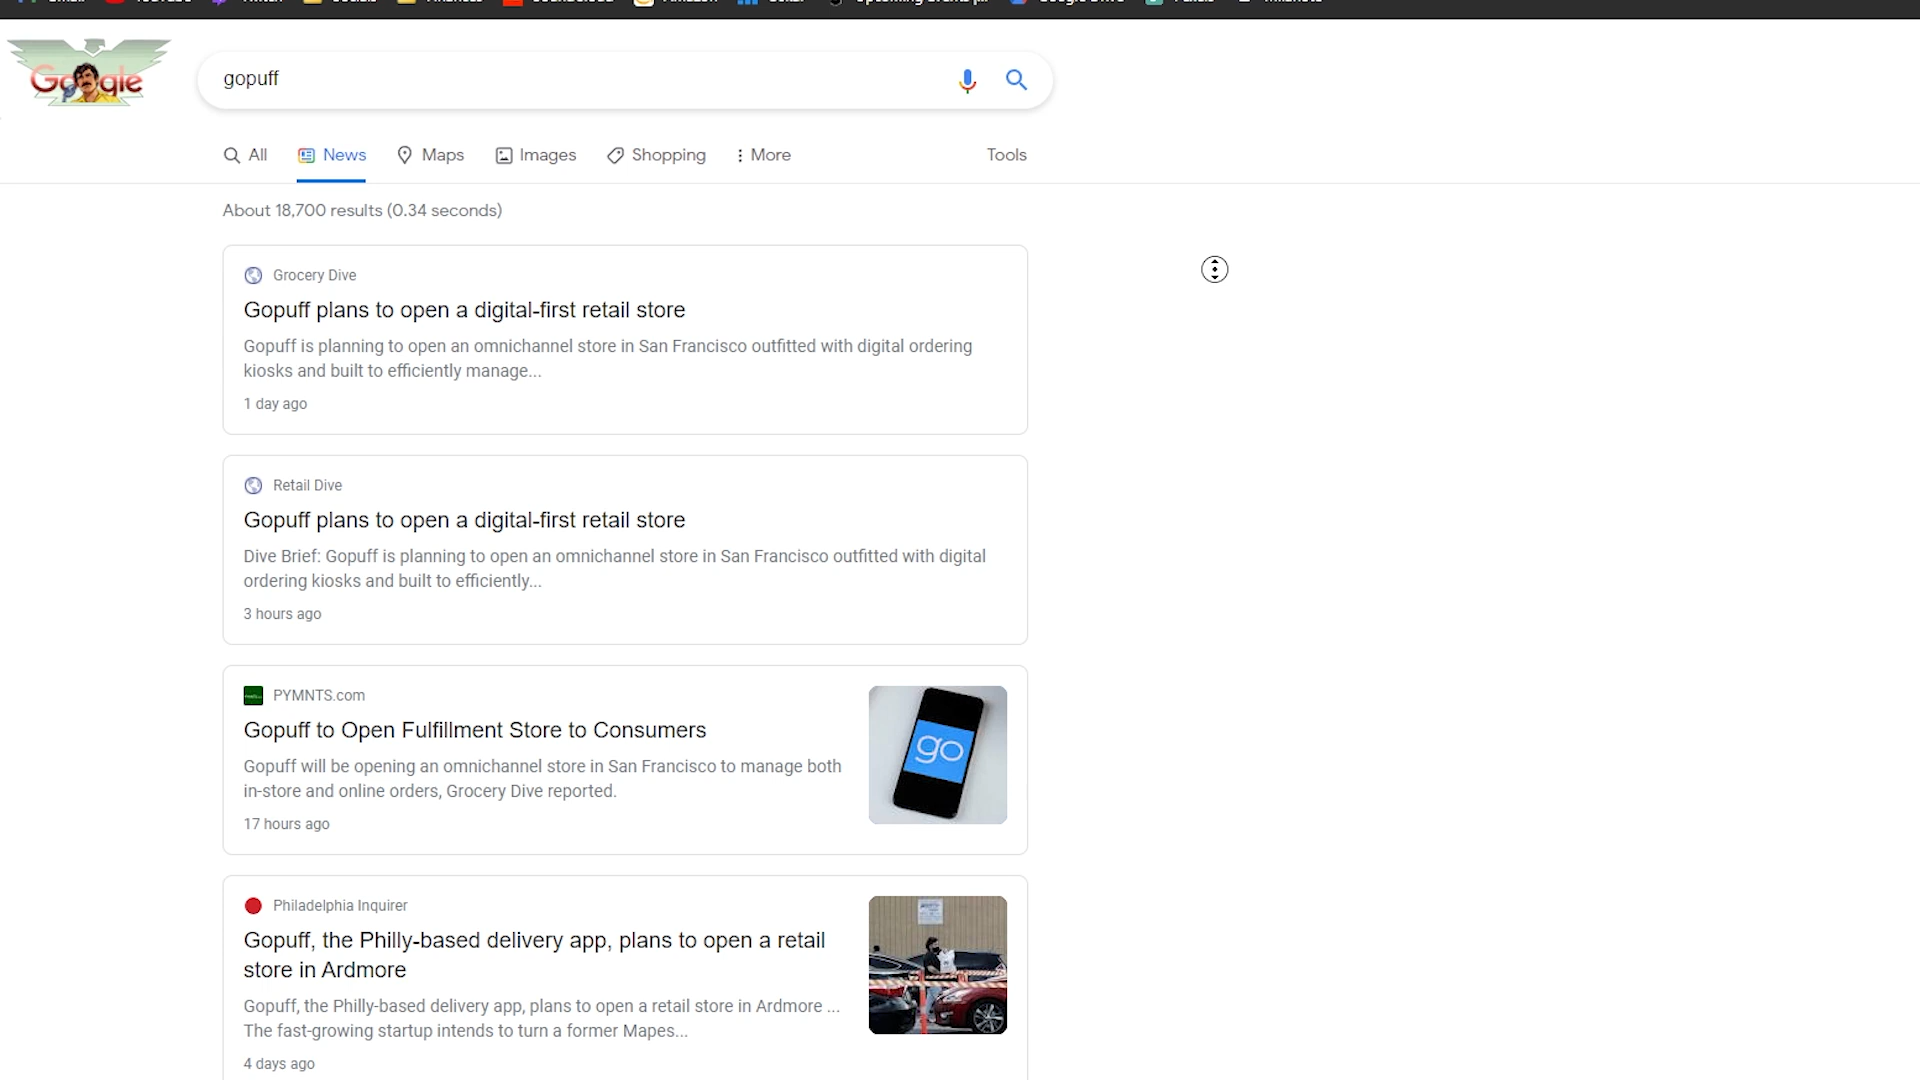 Google
gopuff
All
News
Maps
Images
Shopping
More
Tools
About 18,700 results (0.34 seconds)
Grocery Dive
Gopuff plans to open a digital-first retail store
Gopuff is planning to open an omnichannel store in San Francisco outfitted with digital ordering
kiosks and built to efficiently manage...
1 day ago
Retail Dive
Gopuff plans to open a digital-first retail store
Dive Brief: Gopuff is planning to open an omnichannel store in San Francisco outfitted with digital
ordering kiosks and built to efficiently...
3 hours ago
PYMNTS.com
Gopuff to Open Fulfillment Store to Consumers
Gopuff will be opening an omnichannel store in San Francisco to manage both
in-store and online orders, Grocery Dive reported.
17 hours ago
go
Philadelphia Inquirer
Gopuff, the Philly-based delivery app, plans to open a retail
store in Ardmore
Gopuff, the Philly-based delivery app, plans to open a retail store in Ardmore ...
The fast-growing startup intends to turn a former Mapes...
4 days ago